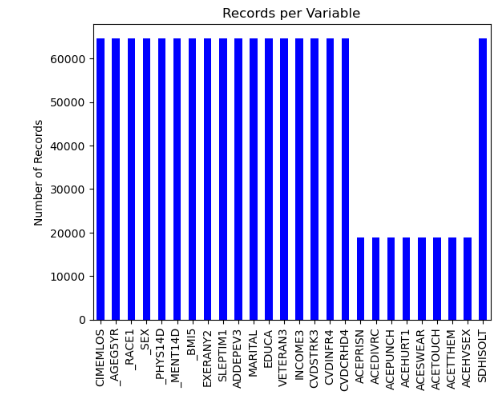 Records per Variable
Number of Records
60000
50000
40000
30000
20000
10000
0
CIMEMLOS
_AGEG5YR
_RACE1
_SEX
_PHYS14D
_MENT14D
_BMI5
EXERANY2
SLEPTIM1
ADDEPEV3
MARITAL
EDUCA
VETERAN3
INCOME3
CVDSTRK3
CVDINFR4
CVDCRHD4
ACEPRISN
ACEDIVRC
ACEPUNCH
ACEHURT1
ACESWEAR
ACETOUCH
ACETTHEM
ACEHVSEX
SDHISOLT